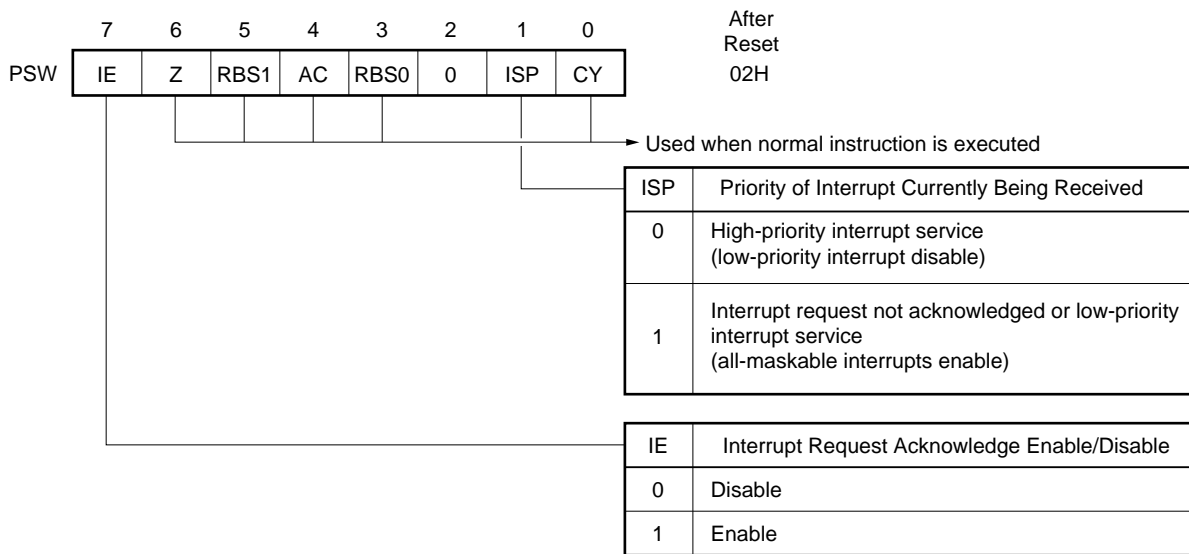 7 6 5 4 3 2 1 0
After
Reset
PSW IE Z RBS1 AC RBS0 0 ISP CY 02H
Used when normal instruction is executed
ISP Priority of Interrupt Currently Being Received
0 High-priority interrupt service
(low-priority interrupt disable)
1 Interrupt request not acknowledged or low-priority
interrupt service
(all-maskable interrupts enable)
IE Interrupt Request Acknowledge Enable/Disable
0 Disable
1 Enable